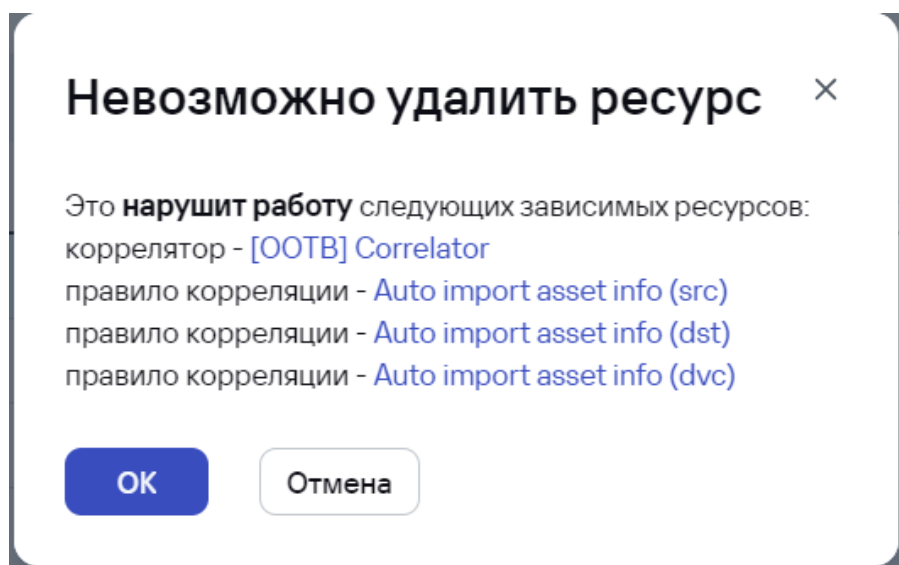 Невозможно удалить ресурс
Это нарушит работу следующих зависимых ресурсов:
коррелятор - [OOTB] Correlator
правило корреляции - Auto import asset info (src)
правило корреляции - Auto import asset info (dst)
правило корреляции - Auto import asset info (dvc)
ОК
Отмена